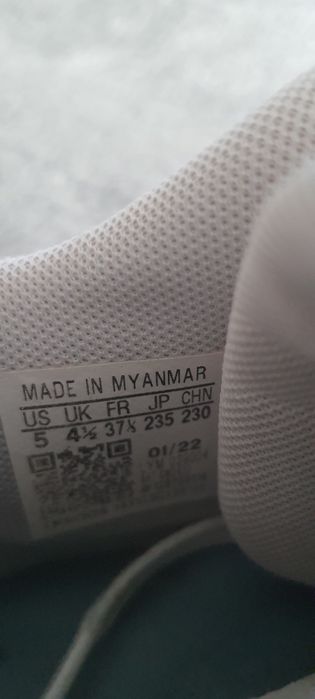 MADE IN MYANMAR
US UK FR JP CHN
5 4½ 37⅓ 235 230
01/22